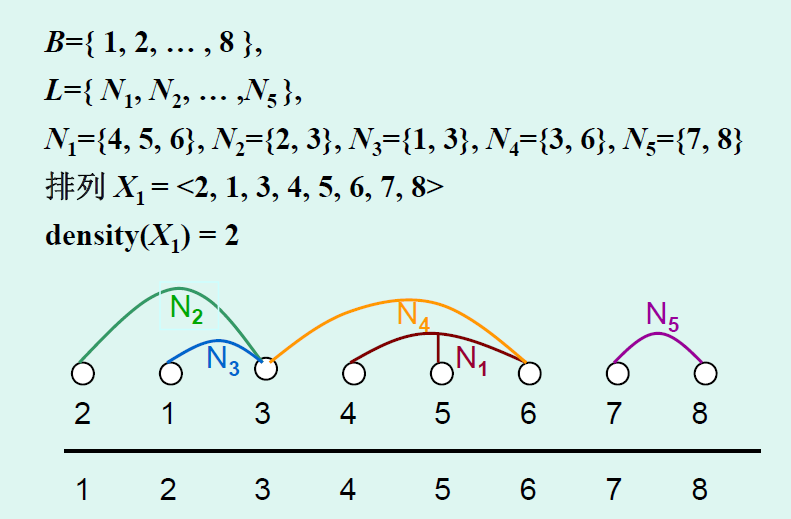 B={ 1, 2, … , 8 },
L={ N₁, N₂, … ,N₅ },
N₁={4, 5, 6}, N₂={2, 3}, N₃={1, 3}, N₄={3, 6}, N₅={7, 8}
排列 X₁ = <2, 1, 3, 4, 5, 6, 7, 8>
density(X₁) = 2
N₂ N₄ N₅
N₃ N₁
2 1 3 4 5 6 7 8
1 2 3 4 5 6 7 8